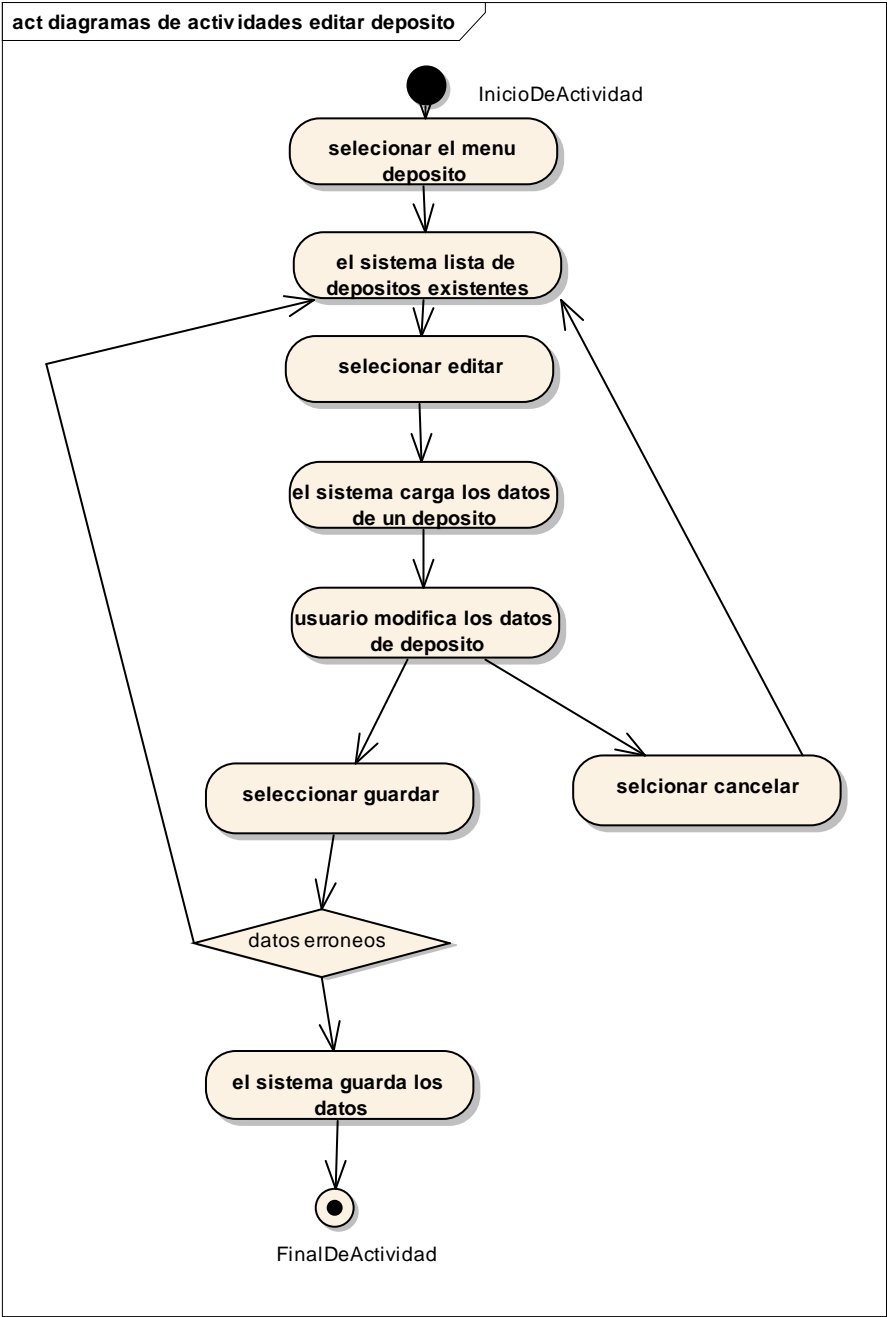 act diagramas de actividades editar deposito
InicioDeActividad
selecionar el menu
deposito
el sistema lista de
depositos existentes
selecionar editar
el sistema carga los datos
de un deposito
usuario modifica los datos
de deposito
seleccionar guardar
selcionar cancelar
datos erroneos
el sistema guarda los
datos
FinalDeActividad